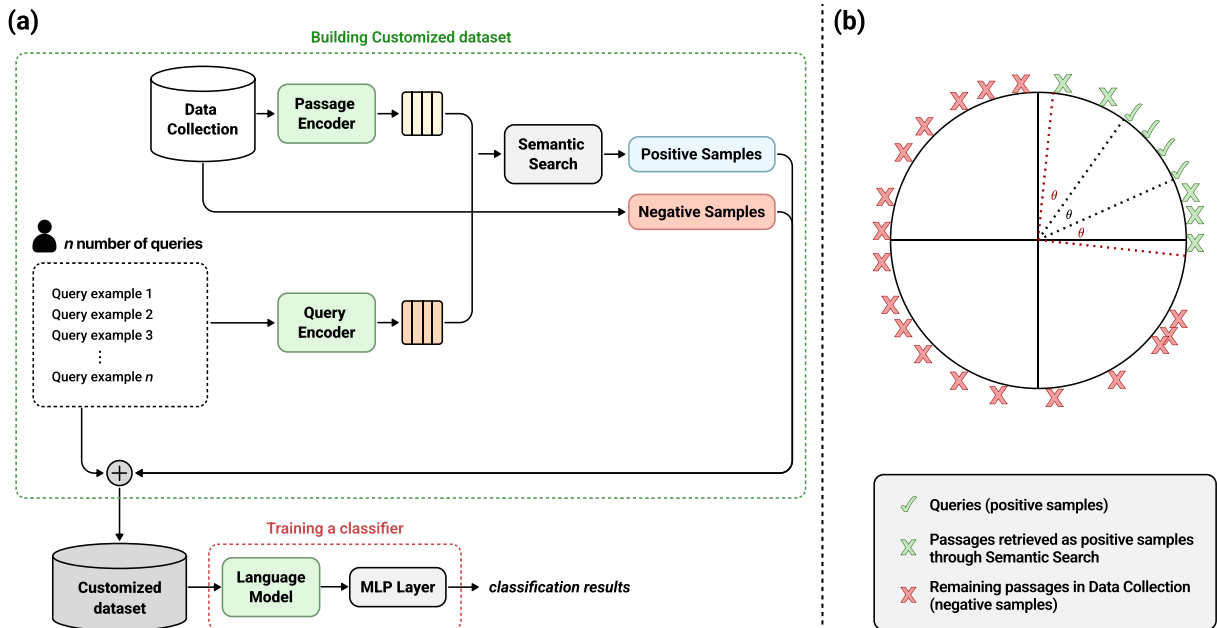 (a)
Building Customized dataset
Data
Collection
Passage
Encoder
Semantic
Search
Positive Samples
Negative Samples
n number of queries
Query example 1
Query example 2
Query example 3
⋮
Query example n
Query
Encoder
+
Training a classifier
Customized
dataset
Language
Model
MLP Layer
classification results
(b)
θ
θ
θ
Queries (positive samples)
Passages retrieved as positive samples
through Semantic Search
Remaining passages in Data Collection
(negative samples)